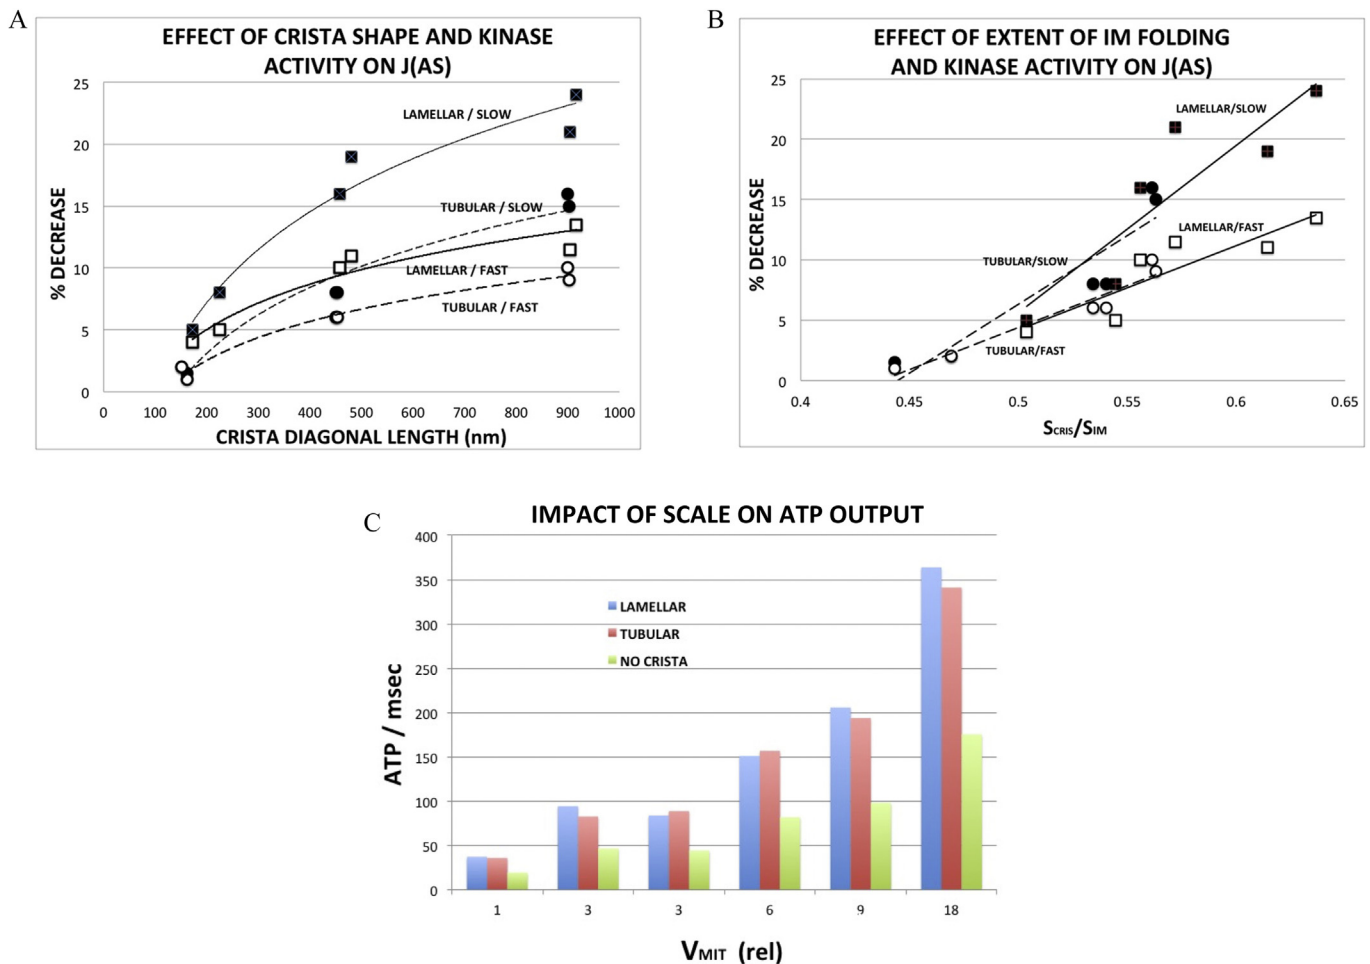 A
EFFECT OF CRISTA SHAPE AND KINASE
ACTIVITY ON J(AS)
25
20
15
10
5
0
% DECREASE
LAMELLAR / SLOW
TUBULAR / SLOW
LAMELLAR / FAST
TUBULAR / FAST
0 100 200 300 400 500 600 700 800 900 1000
CRISTA DIAGONAL LENGTH (nm)
B
EFFECT OF EXTENT OF IM FOLDING
AND KINASE ACTIVITY ON J(AS)
25
20
15
10
5
0
% DECREASE
LAMELLAR/SLOW
LAMELLAR/FAST
TUBULAR/SLOW
TUBULAR/FAST
0.4 0.45 0.5 0.55 0.6 0.65
SCRIS/SIM
C
IMPACT OF SCALE ON ATP OUTPUT
400
350
300
250
200
150
100
50
0
ATP / msec
LAMELLAR
TUBULAR
NO CRISTA
1 3 3 6 9 18
VMIT (rel)